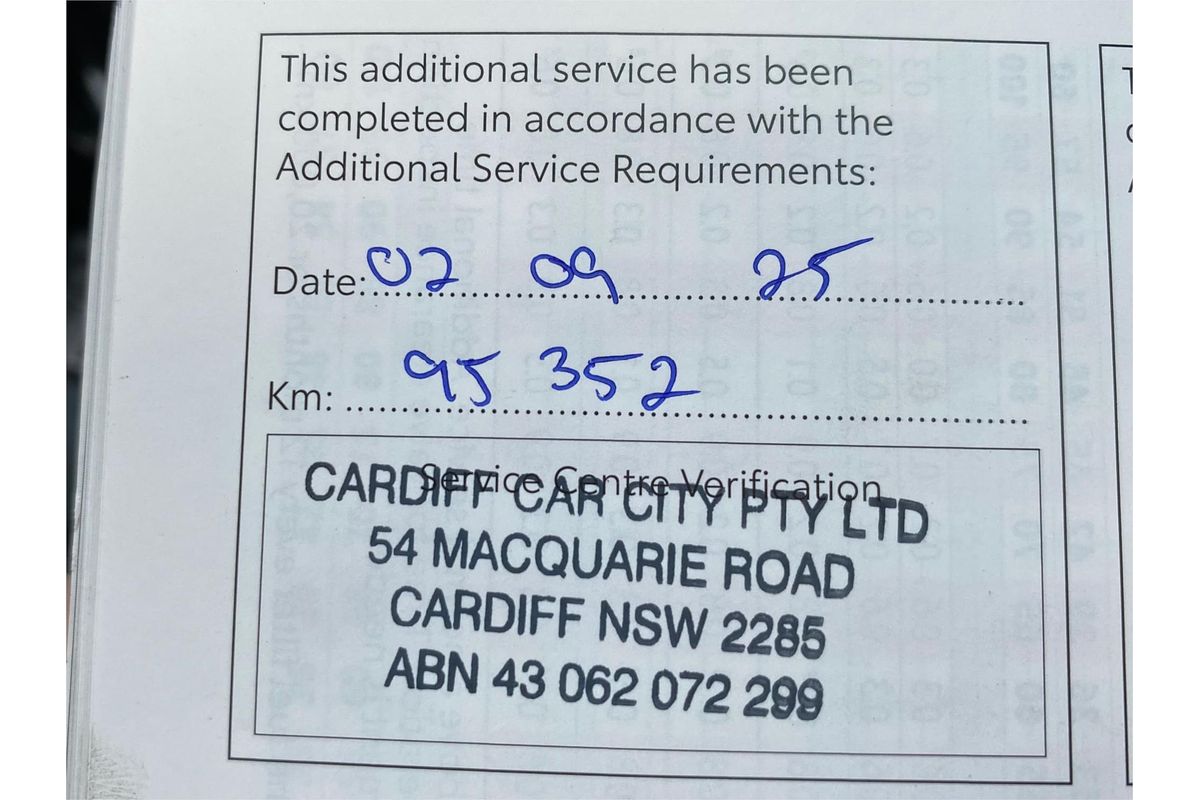 This additional service has been
completed in accordance with the
Additional Service Requirements:
Date: 02 09 25
Km: 95 352
Service Centre Verification
CARDIFF CAR CITY PTY LTD
54 MACQUARIE ROAD
CARDIFF NSW 2285
ABN 43 062 072 299